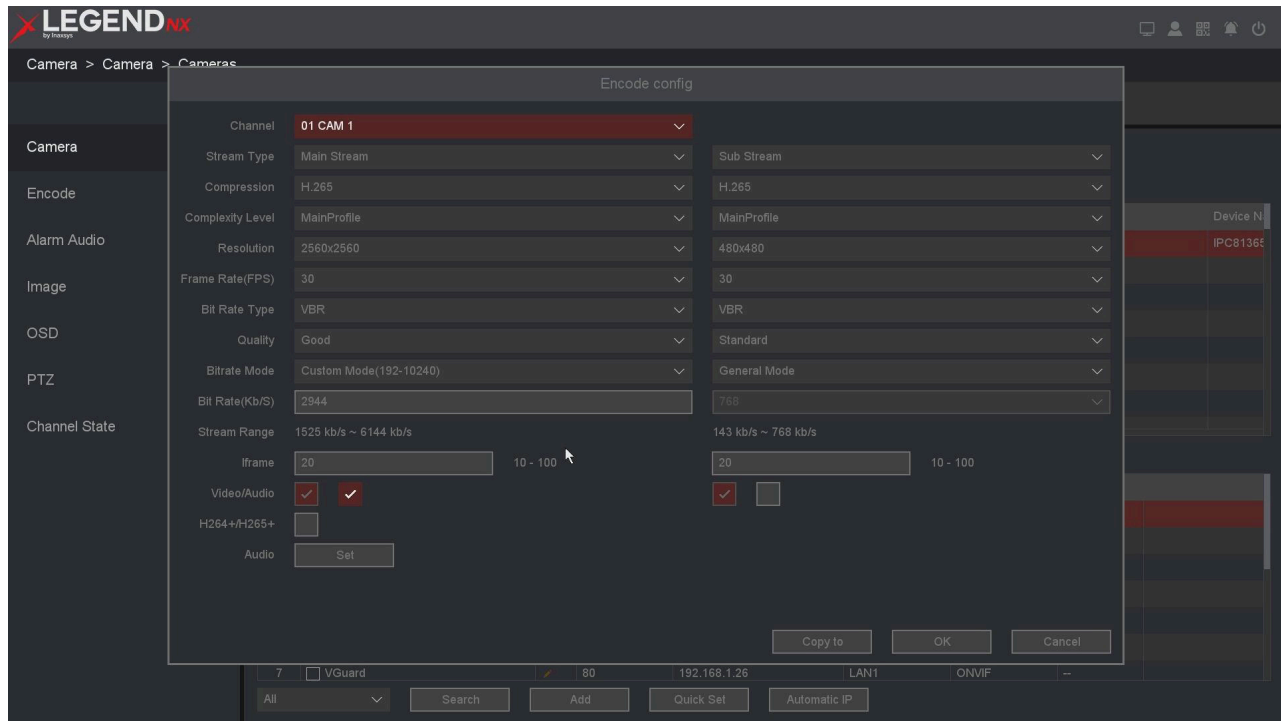 LEGEND NX
by Inaxsys
Camera > Camera > Cameras
Encode config
Camera
Encode
Alarm Audio
Image
OSD
PTZ
Channel State
Channel 01 CAM 1
Stream Type Main Stream Sub Stream
Compression H.265 H.265
Complexity Level MainProfile MainProfile
Resolution 2560x2560 480x480
Frame Rate(FPS) 30 30
Bit Rate Type VBR VBR
Quality Good Standard
Bitrate Mode Custom Mode(192-10240) General Mode
Bit Rate(Kb/S) 2944 768
Stream Range 1525 kb/s ~ 6144 kb/s 143 kb/s ~ 768 kb/s
Iframe 20 10 - 100 20 10 - 100
Video/Audio
H264+/H265+
Audio Set
Copy to OK Cancel
Device N
IPC81365
7 VGuard 80 192.168.1.26 LAN1 ONVIF --
All Search Add Quick Set Automatic IP